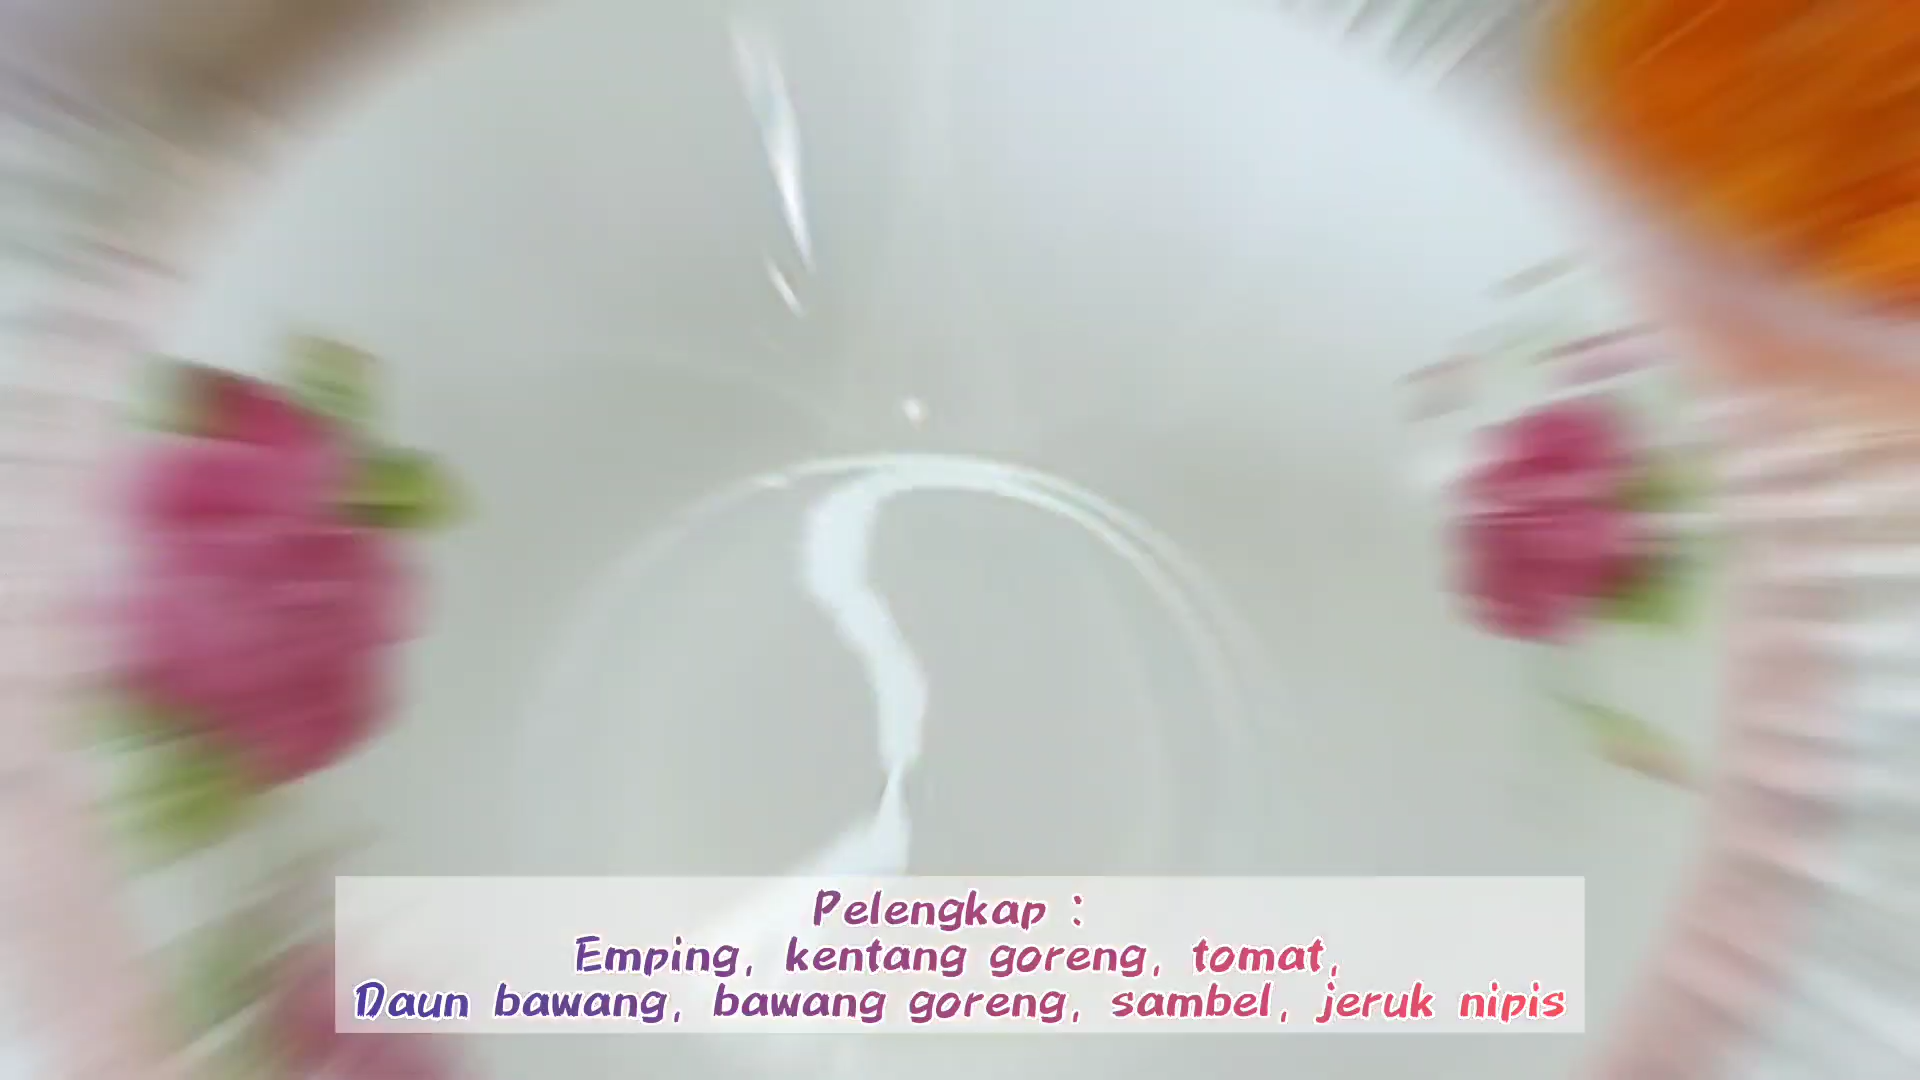 Pelengkap :
Emping, kentang goreng, tomat,
Daun bawang, bawang goreng, sambel, jeruk nipis